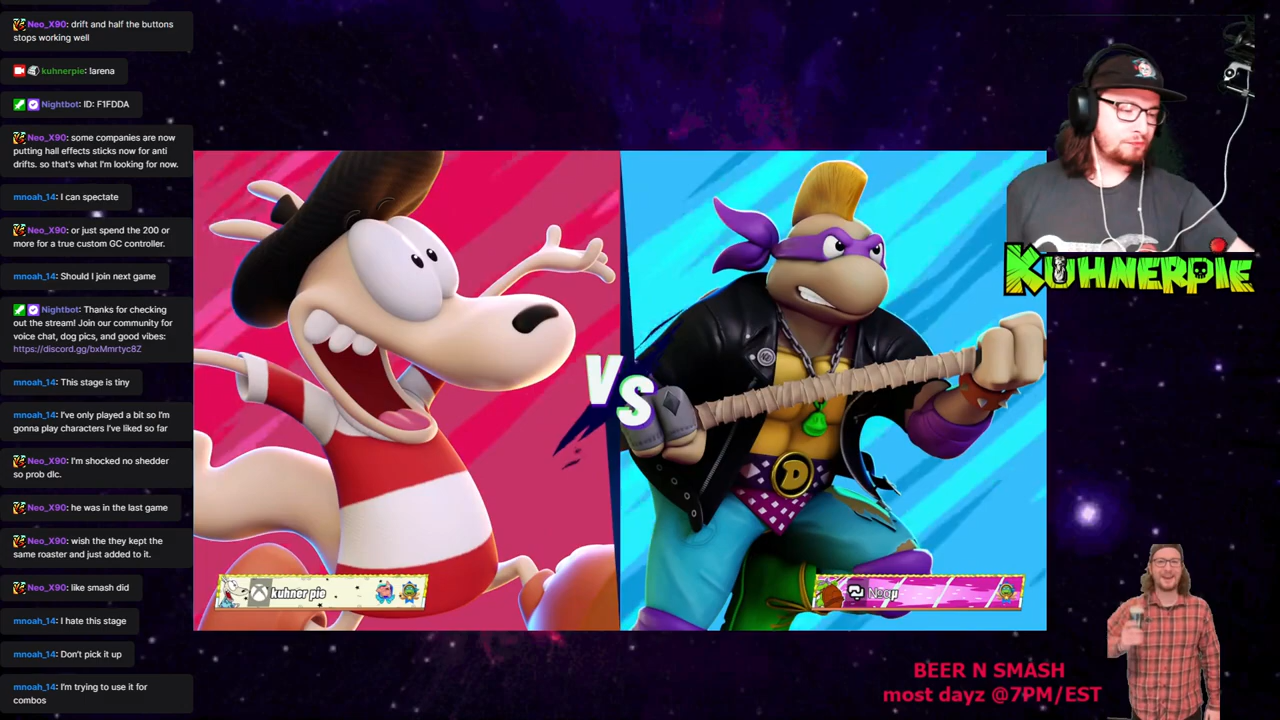 Neo_X90: drift and half the buttons
stops working well
kuhnerpie: !arena
Nightbot: ID: F1FDDA
Neo_X90: some companies are now
putting hall effects sticks now for anti
drifts. so that's what I'm looking for now.
mnoah_14: I can spectate
Neo_X90: or just spend the 200 or
more for a true custom GC controller.
mnoah_14: Should I join next game
Nightbot: Thanks for checking
out the stream! Join our community for
voice chat, dog pics, and good vibes:
https://discord.gg/bxMmrtyc8Z
mnoah_14: This stage is tiny
mnoah_14: I've only played a bit so I'm
gonna play characters I've liked so far
Neo_X90: I'm shocked no shedder
so prob dlc.
Neo_X90: he was in the last game
Neo_X90: wish the they kept the
same roaster and just added to it.
Neo_X90: like smash did
mnoah_14: I hate this stage
mnoah_14: Don't pick it up
mnoah_14: I'm trying to use it for
combos
VS
D
kuhner pie
KUHNERPIE
BEER N SMASH
most dayz @7PM/EST